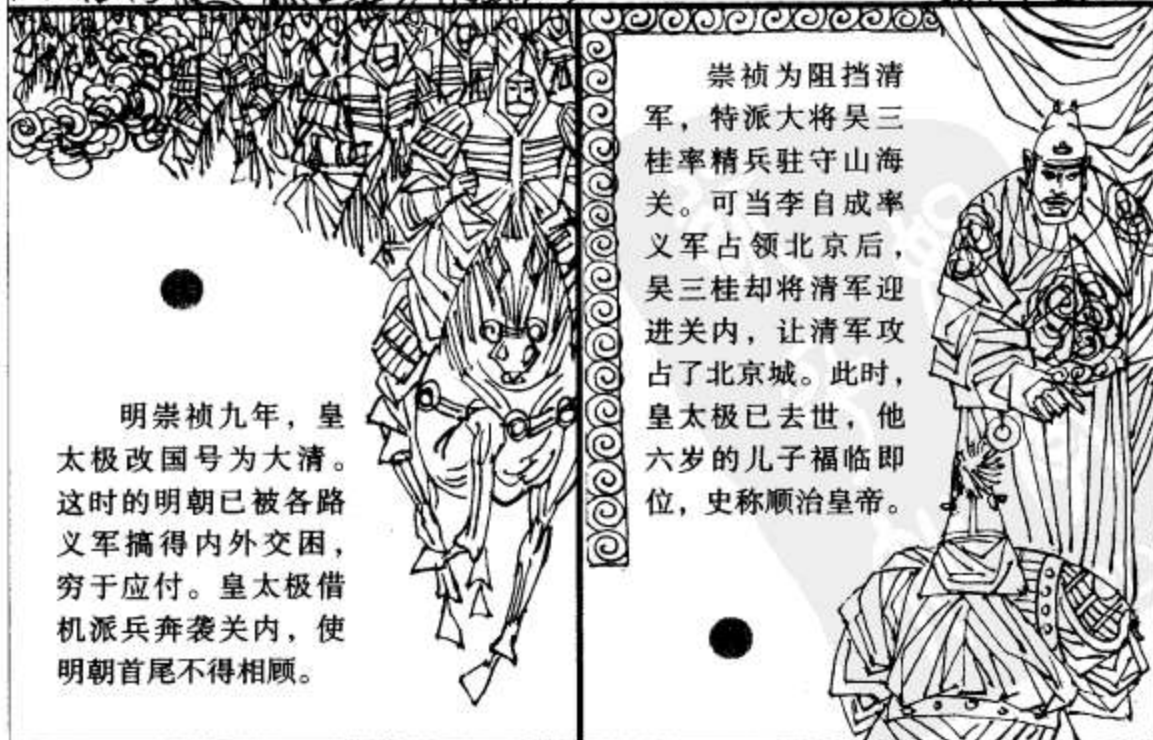 明崇祯九年，皇
太极改国号为大清。
这时的明朝已被各路
义军搞得内外交困，
穷于应付。皇太极借
机派兵奔袭关内，使
明朝首尾不得相顾。
崇祯为阻挡清
军，特派大将吴三
桂率精兵驻守山海
关。可当李自成率
义军占领北京后，
吴三桂却将清军迎
进关内，让清军攻
占了北京城。此时，
皇太极已去世，他
六岁的儿子福临即
位，史称顺治皇帝。